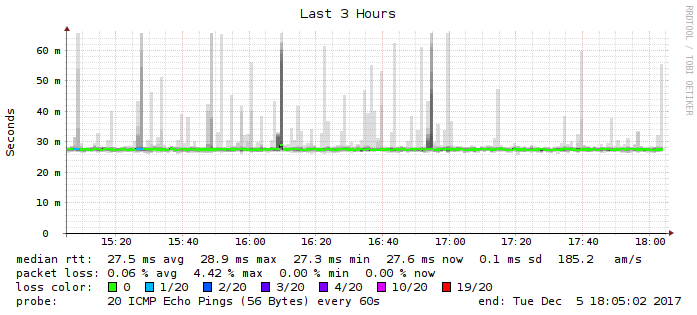 Last 3 Hours
RRDTOOL / TOBI OETIKER
Seconds
60 m
50 m
40 m
30 m
20 m
10 m
0
15:20 15:40 16:00 16:20 16:40 17:00 17:20 17:40 18:00
median rtt: 27.5 ms avg 28.9 ms max 27.3 ms min 27.6 ms now 0.1 ms sd 185.2 am/s
packet loss: 0.06 % avg 4.42 % max 0.00 % min 0.00 % now
loss color: 0 1/20 2/20 3/20 4/20 10/20 19/20
probe: 20 ICMP Echo Pings (56 Bytes) every 60s end: Tue Dec 5 18:05:02 2017